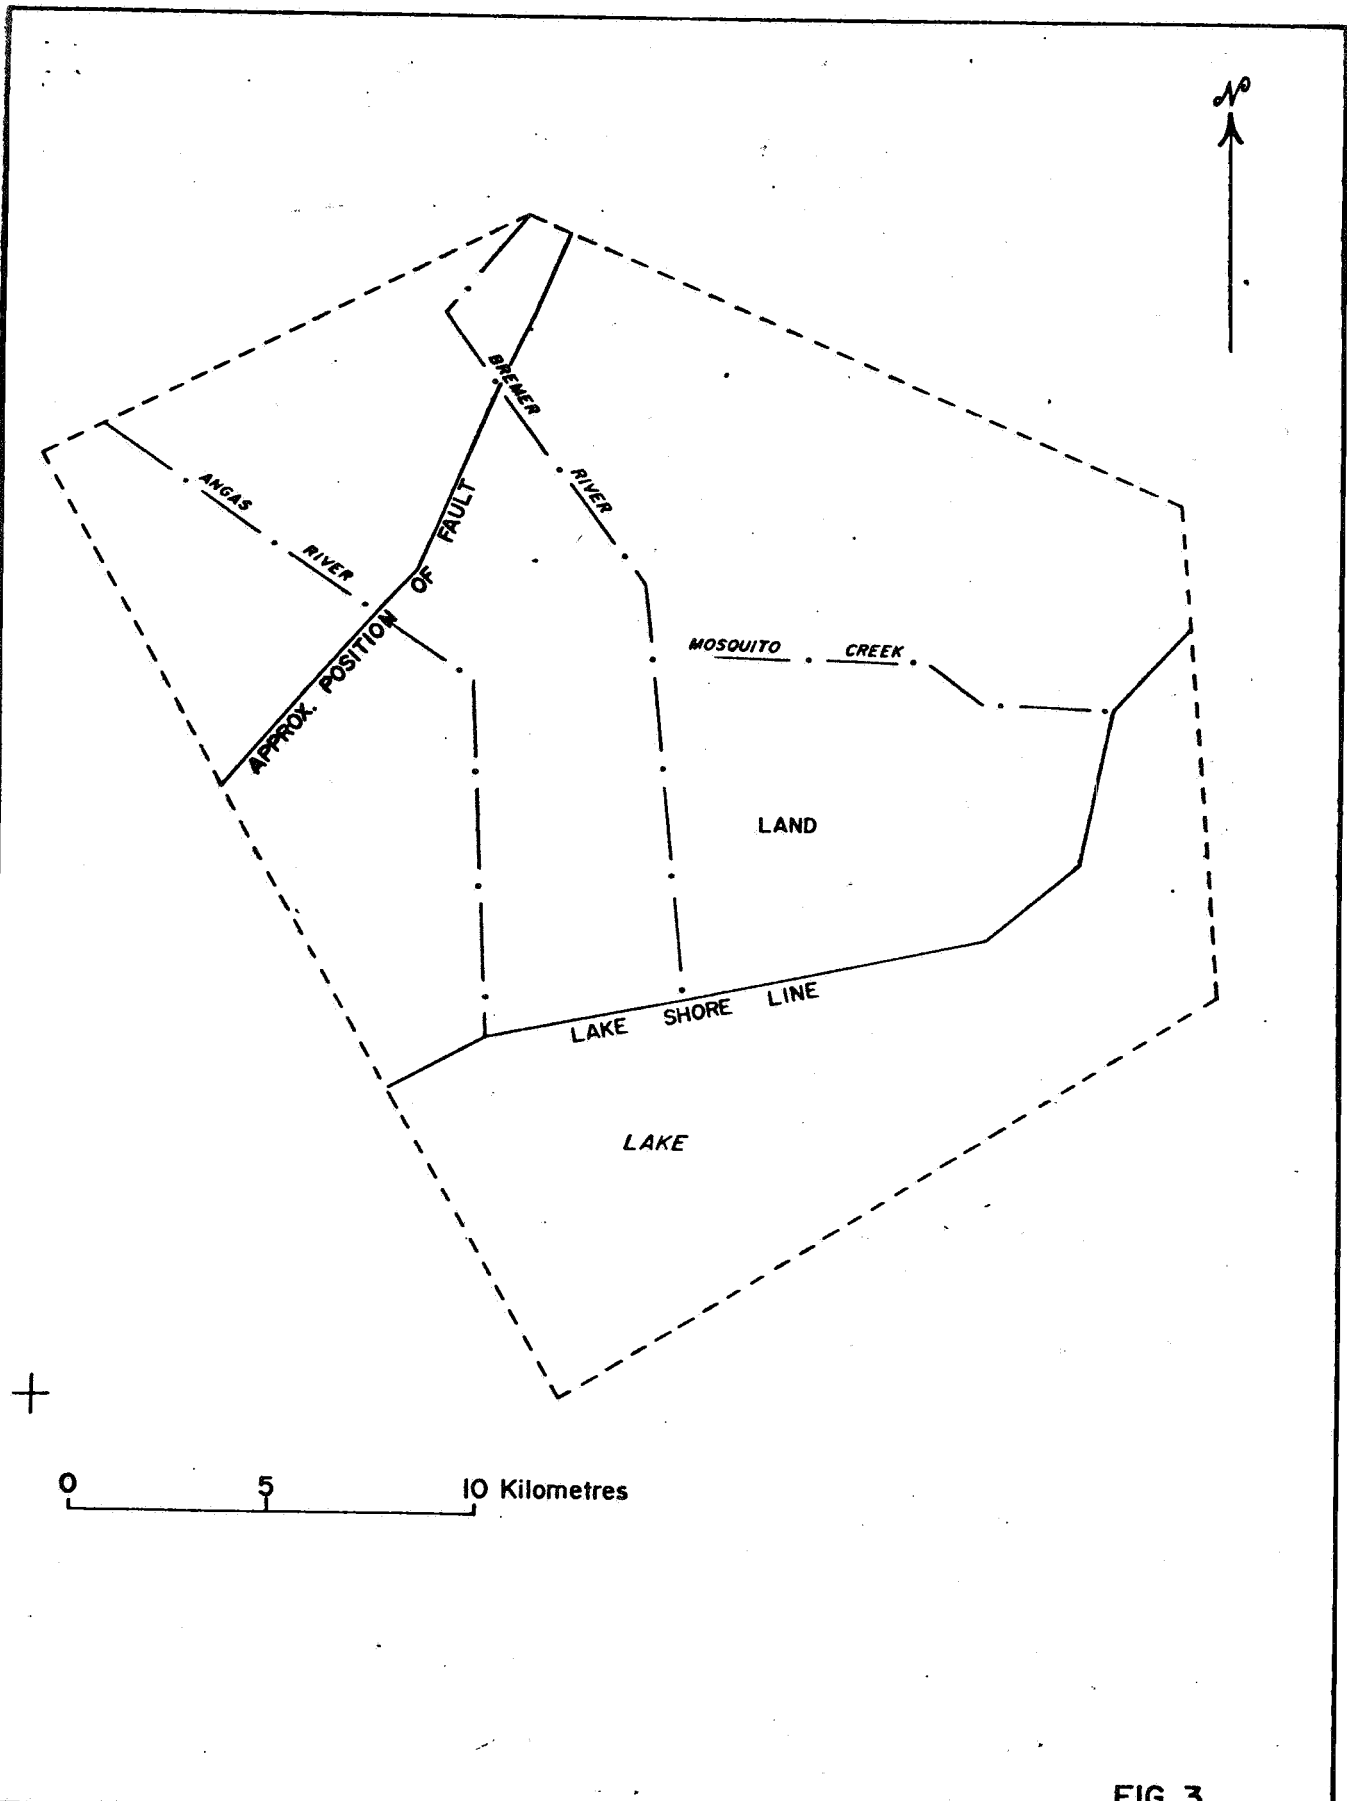 N
BREMER
RIVER
ANGAS
RIVER
APPROX. POSITION OF FAULT
MOSQUITO CREEK
LAND
LAKE SHORE LINE
LAKE
0 5 10 Kilometres
FIG 3